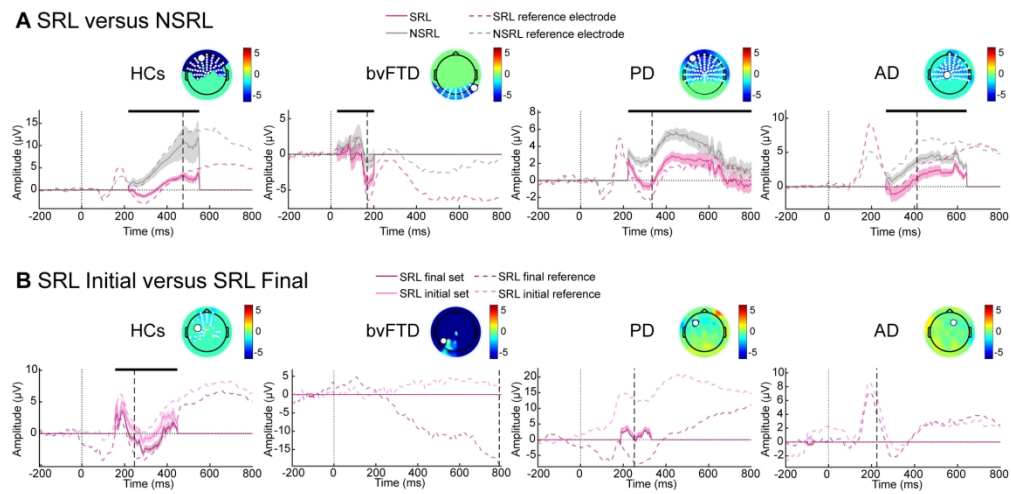 A SRL versus NSRL
SRL
SRL reference electrode
NSRL
NSRL reference electrode
HCs
5
0
-5
bvFTD
5
0
-5
PD
5
0
-5
AD
5
0
-5
Amplitude (μV)
15
10
5
0
-200 0 200 400 600 800
Time (ms)
Amplitude (μV)
5
0
-5
-200 0 200 400 600 800
Time (ms)
Amplitude (μV)
8
6
4
2
0
-2
-200 0 200 400 600 800
Time (ms)
Amplitude (μV)
10
5
0
-200 0 200 400 600 800
Time (ms)
B SRL Initial versus SRL Final
SRL final set
SRL final reference
SRL initial set
SRL initial reference
HCs
5
0
-5
bvFTD
5
0
-5
PD
5
0
-5
AD
5
0
-5
Amplitude (μV)
10
5
0
-5
-200 0 200 400 600 800
Time (ms)
Amplitude (μV)
5
0
-5
-10
-15
-200 0 200 400 600 800
Time (ms)
Amplitude (μV)
20
15
10
5
0
-5
-200 0 200 400 600 800
Time (ms)
Amplitude (μV)
10
8
6
4
2
0
-2
-200 0 200 400 600 800
Time (ms)